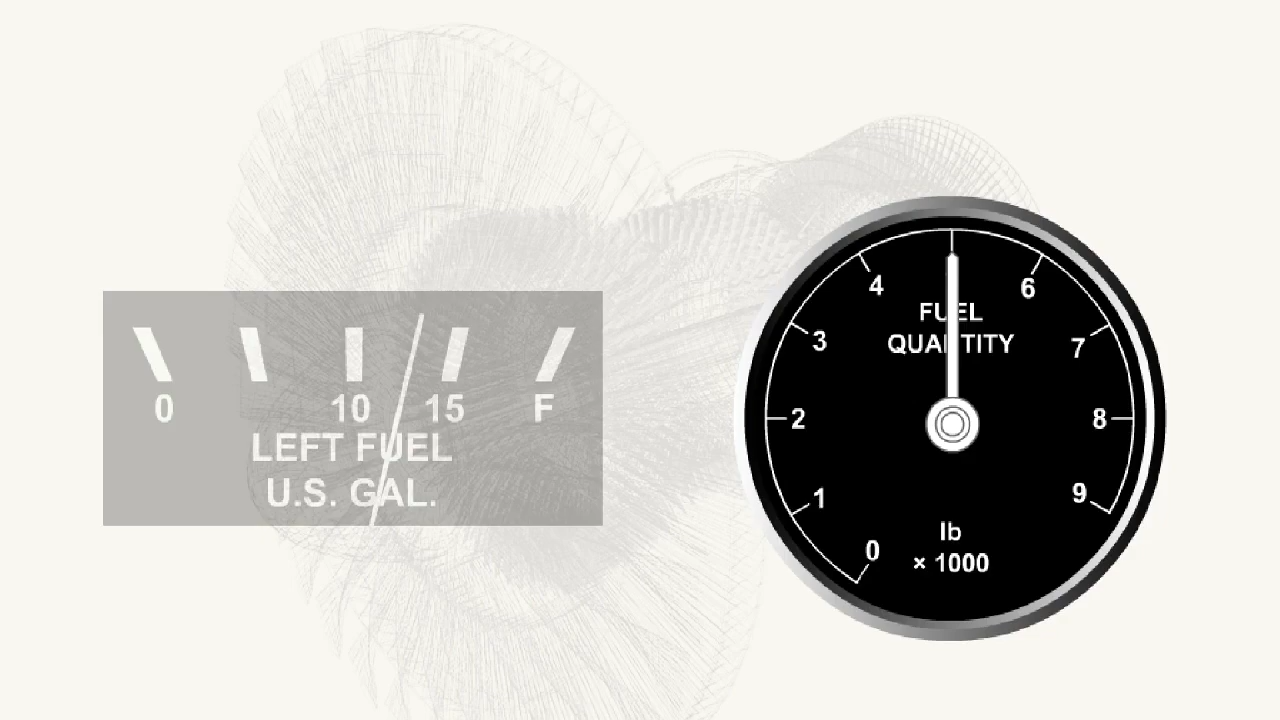 0 10 15 F
LEFT FUEL
U.S. GAL.
4 6
FUEL
3 QUANTITY 7
2 8
1 9
0 lb
× 1000